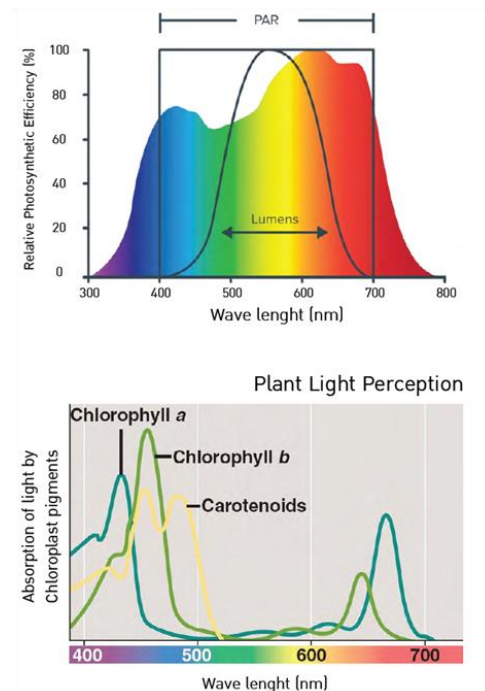 PAR
Relative Photosynthetic Efficiency (%)
100
80
60
40
20
0
Lumens
300 400 500 600 700 800
Wave lenght (nm)
Plant Light Perception
Absorption of light by
Chloroplast pigments
Chlorophyll a
Chlorophyll b
Carotenoids
400 500 600 700
Wave lenght (nm)